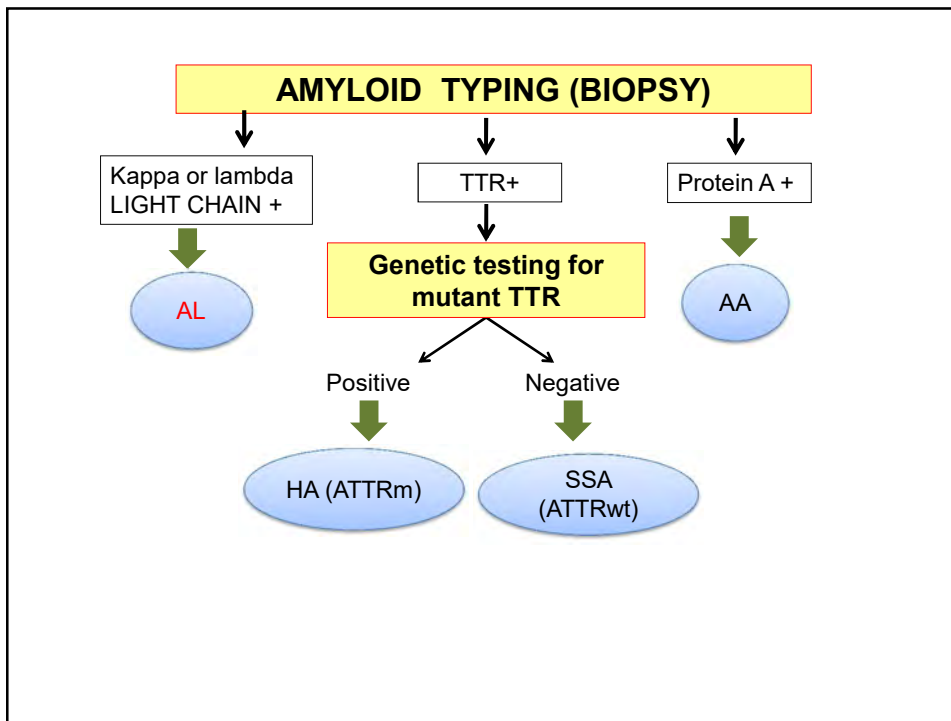 AMYLOID TYPING (BIOPSY)
Kappa or lambda
LIGHT CHAIN +
TTR+
Protein A +
AL
Genetic testing for
mutant TTR
AA
Positive
Negative
HA (ATTRm)
SSA
(ATTRwt)